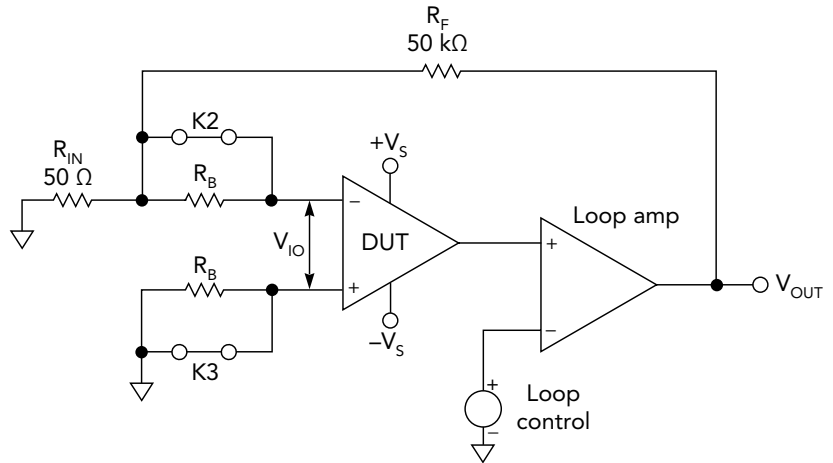 R_F
50 kΩ
K2
R_IN
50 Ω
R_B
+V_S
−
V_IO
DUT
Loop amp
+
R_B
+
V_OUT
−V_S
−
K3
+
Loop
control
−